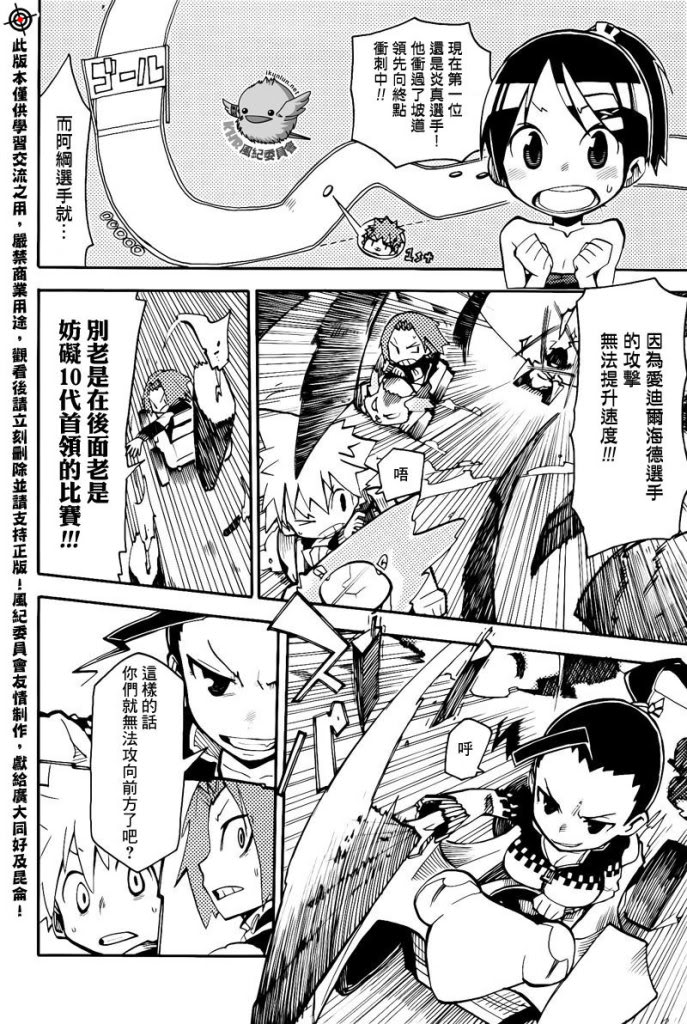 現在第一位
還是炎真選手！
他衝過了坡道
領先向終點
衝刺中!!
ikuolun.net
KHR風紀委員會
ゴール
而阿綱選手就…
因為愛迪爾海德選手
的攻擊
無法提升速度!!!
唔
…！
別老是在後面老是
妨礙10代首領的比賽!!!
呼
ズバ
這樣的話
你們就無法攻向前方了吧？
此版本僅供學習交流之用，嚴禁商業用途，觀看後請立刻刪除並請支持正版！風紀委員會友情制作，獻給廣大同好及昆侖！